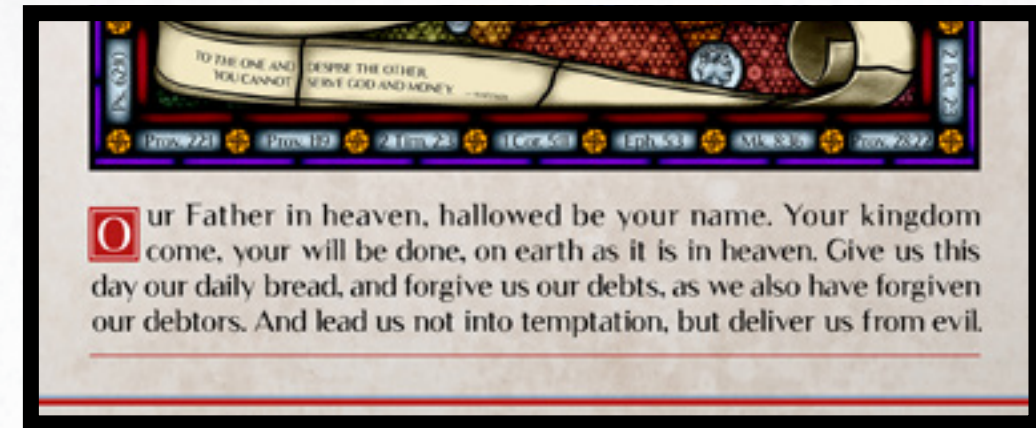 TO THE ONE AND DESPISE THE OTHER.
YOU CANNOT SERVE GOD AND MONEY.
Prov. 22:1 Prov. 11:9 2 Tim. 2:3 1 Cor. 5:11 Eph. 5:3 Mk. 8:36 Prov. 28:22
Our Father in heaven, hallowed be your name. Your kingdom
come, your will be done, on earth as it is in heaven. Give us this
day our daily bread, and forgive us our debts, as we also have forgiven
our debtors. And lead us not into temptation, but deliver us from evil.